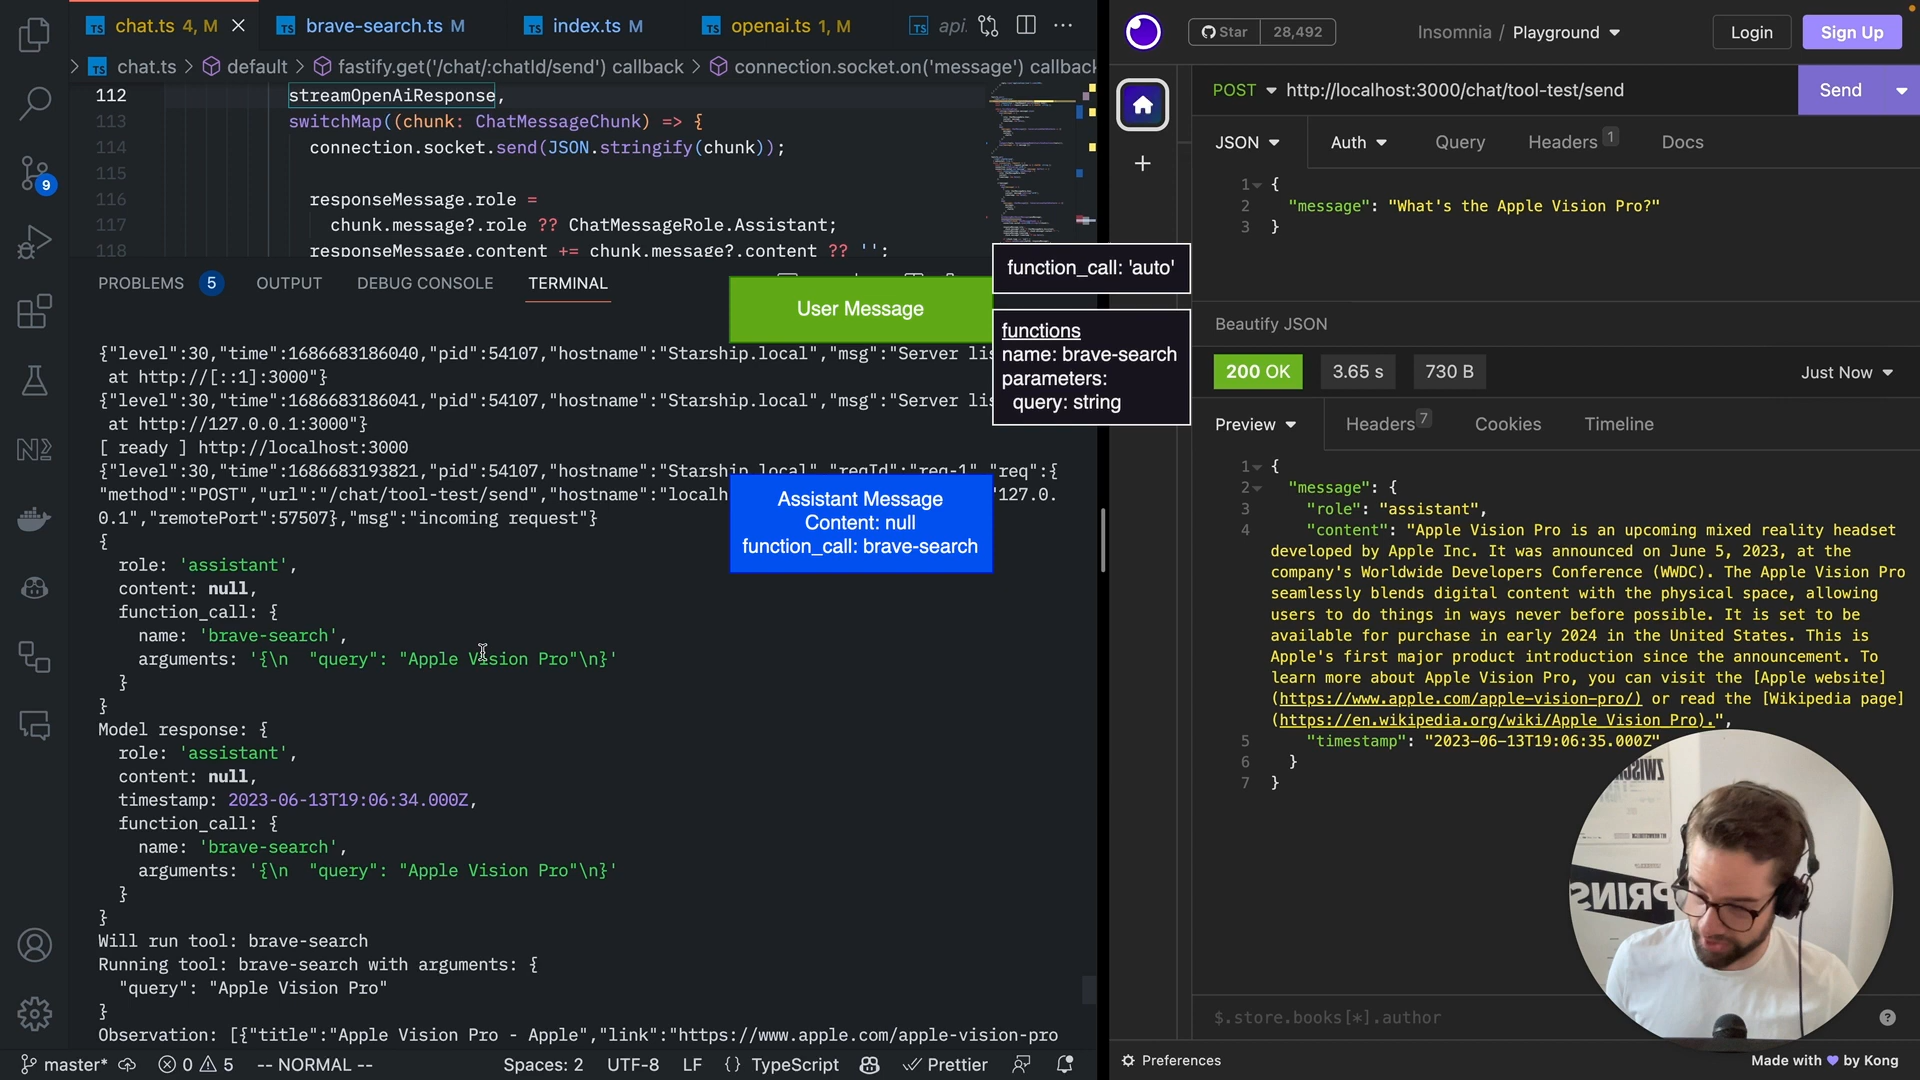 chat.ts 4, M
brave-search.ts M
index.ts M
openai.ts 1, M
api.
chat.ts > default > fastify.get('/chat/:chatId/send') callback > connection.socket.on('message') callback
112 streamOpenAiResponse,
113 switchMap((chunk: ChatMessageChunk) => {
114 connection.socket.send(JSON.stringify(chunk));
115
116 responseMessage.role =
117 chunk.message?.role ?? ChatMessageRole.Assistant;
118 responseMessage.content += chunk.message?.content ?? '';
PROBLEMS 5 OUTPUT DEBUG CONSOLE TERMINAL
{"level":30,"time":1686683186040,"pid":54107,"hostname":"Starship.local","msg":"Server lis
at http://[::1]:3000"}
{"level":30,"time":1686683186041,"pid":54107,"hostname":"Starship.local","msg":"Server lis
at http://127.0.0.1:3000"}
[ ready ] http://localhost:3000
{"level":30,"time":1686683193821,"pid":54107,"hostname":"Starship.local","reqId":"req-1","req":{
"method":"POST","url":"/chat/tool-test/send","hostname":"localh
"127.0.
0.1","remotePort":57507},"msg":"incoming request"}
{
role: 'assistant',
content: null,
function_call: {
name: 'brave-search',
arguments: '{\n "query": "Apple Vision Pro"\n}'
}
}
Model response: {
role: 'assistant',
content: null,
timestamp: 2023-06-13T19:06:34.000Z,
function_call: {
name: 'brave-search',
arguments: '{\n "query": "Apple Vision Pro"\n}'
}
}
Will run tool: brave-search
Running tool: brave-search with arguments: {
"query": "Apple Vision Pro"
}
Observation: [{"title":"Apple Vision Pro - Apple","link":"https://www.apple.com/apple-vision-pro
User Message
function_call: 'auto'
functions
name: brave-search
parameters:
query: string
Assistant Message
Content: null
function_call: brave-search
9
master* 0 5 -- NORMAL -- Spaces: 2 UTF-8 LF {} TypeScript Prettier
Star 28,492
Insomnia / Playground
Login
Sign Up
POST http://localhost:3000/chat/tool-test/send
Send
JSON Auth Query Headers 1 Docs
1 {
2 "message": "What's the Apple Vision Pro?"
3 }
Beautify JSON
200 OK 3.65 s 730 B Just Now
Preview Headers 7 Cookies Timeline
1 {
2 "message": {
3 "role": "assistant",
4 "content": "Apple Vision Pro is an upcoming mixed reality headset
developed by Apple Inc. It was announced on June 5, 2023, at the
company's Worldwide Developers Conference (WWDC). The Apple Vision Pro
seamlessly blends digital content with the physical space, allowing
users to do things in ways never before possible. It is set to be
available for purchase in early 2024 in the United States. This is
Apple's first major product introduction since the announcement. To
learn more about Apple Vision Pro, you can visit the [Apple website]
(https://www.apple.com/apple-vision-pro/) or read the [Wikipedia page]
(https://en.wikipedia.org/wiki/Apple_Vision_Pro).",
5 "timestamp": "2023-06-13T19:06:35.000Z"
6 }
7 }
$.store.books[*].author
Preferences
Made with by Kong